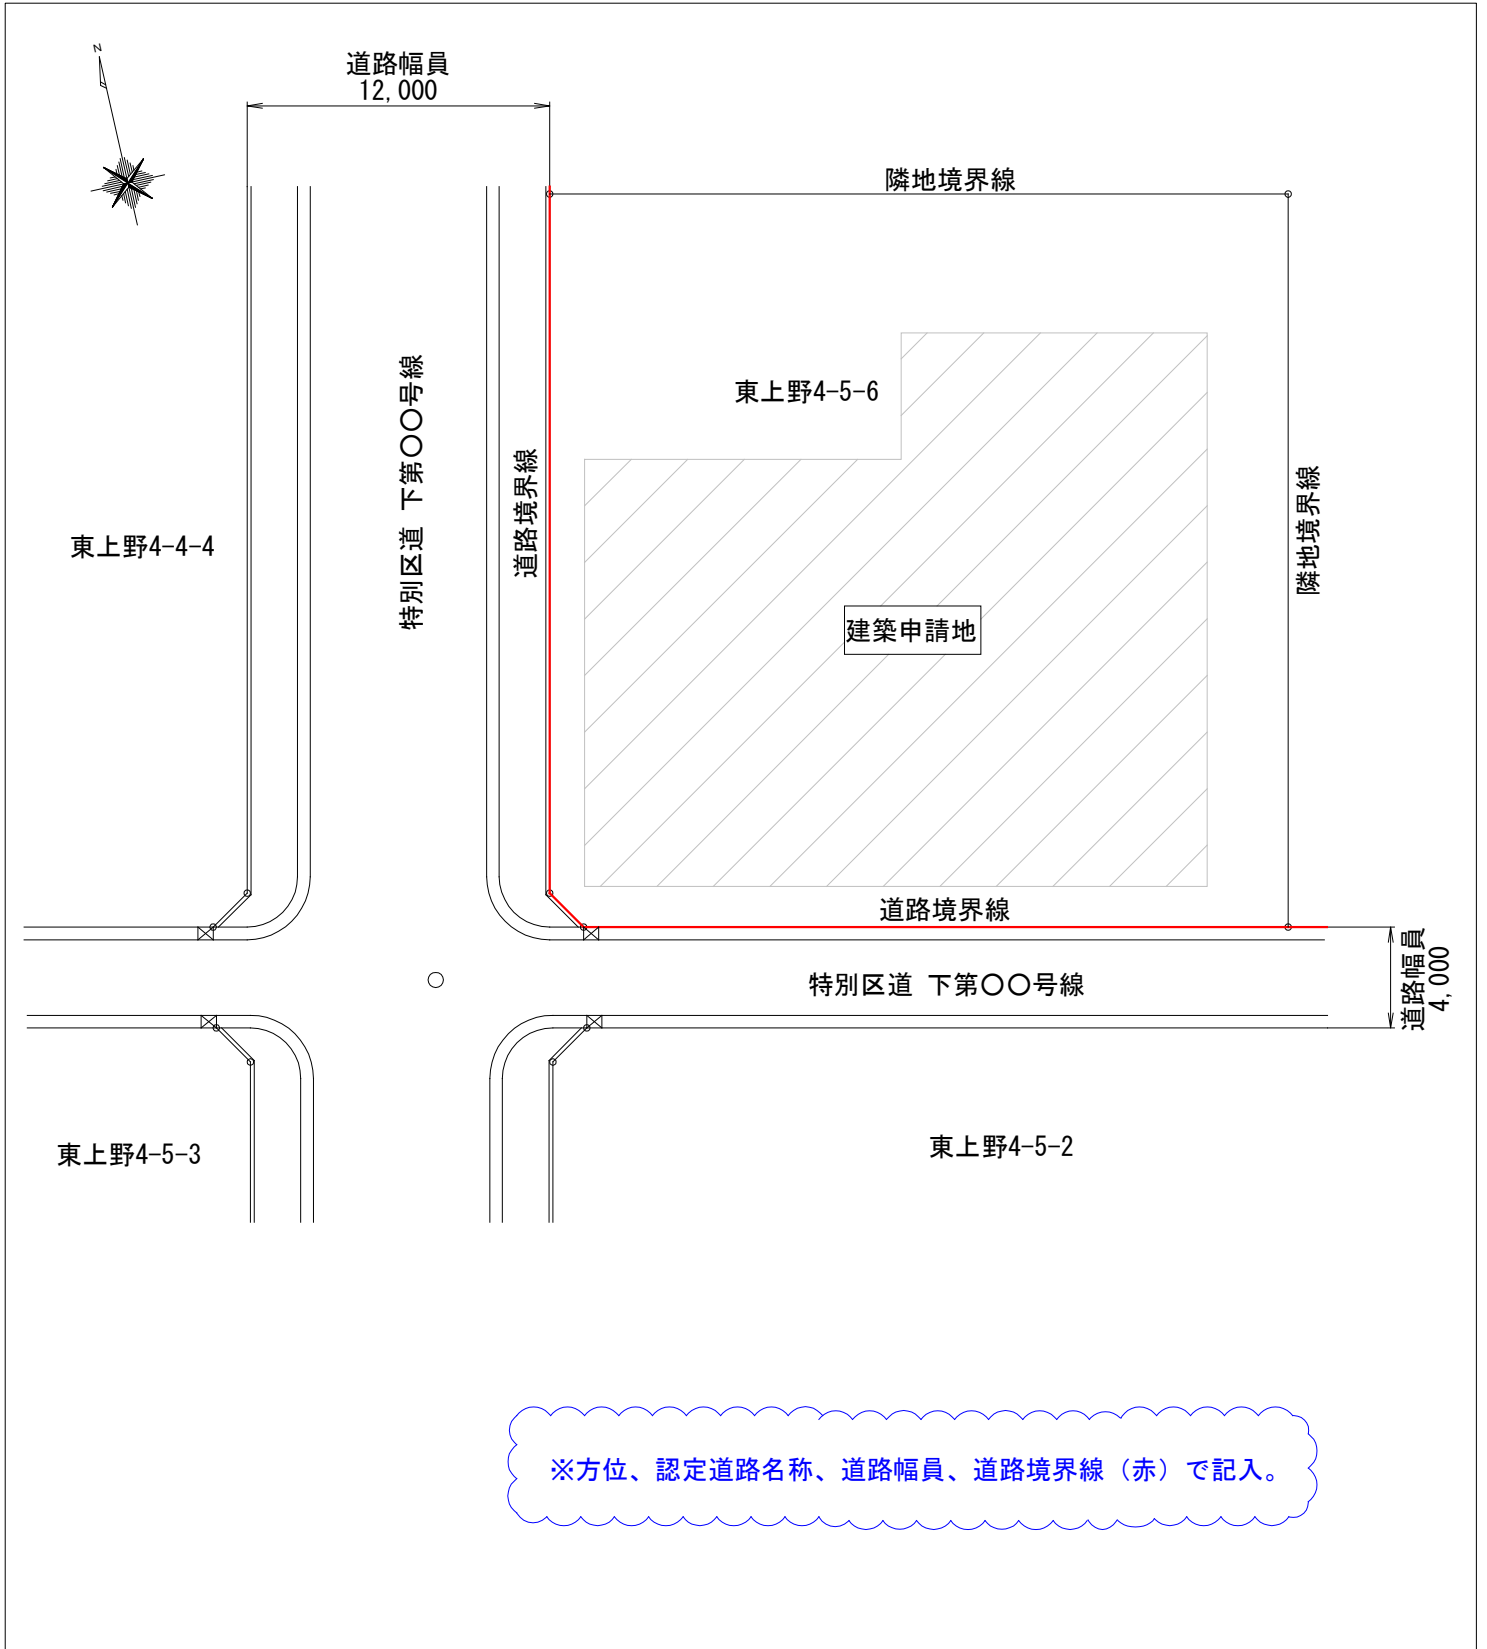 N
道路幅員
12,000
隣地境界線
特別区道 下第〇〇号線
道路境界線
東上野4-5-6
東上野4-4-4
隣地境界線
建築申請地
道路境界線
特別区道 下第〇〇号線
道路幅員
4,000
東上野4-5-3
東上野4-5-2
※方位、認定道路名称、道路幅員、道路境界線（赤）で記入。